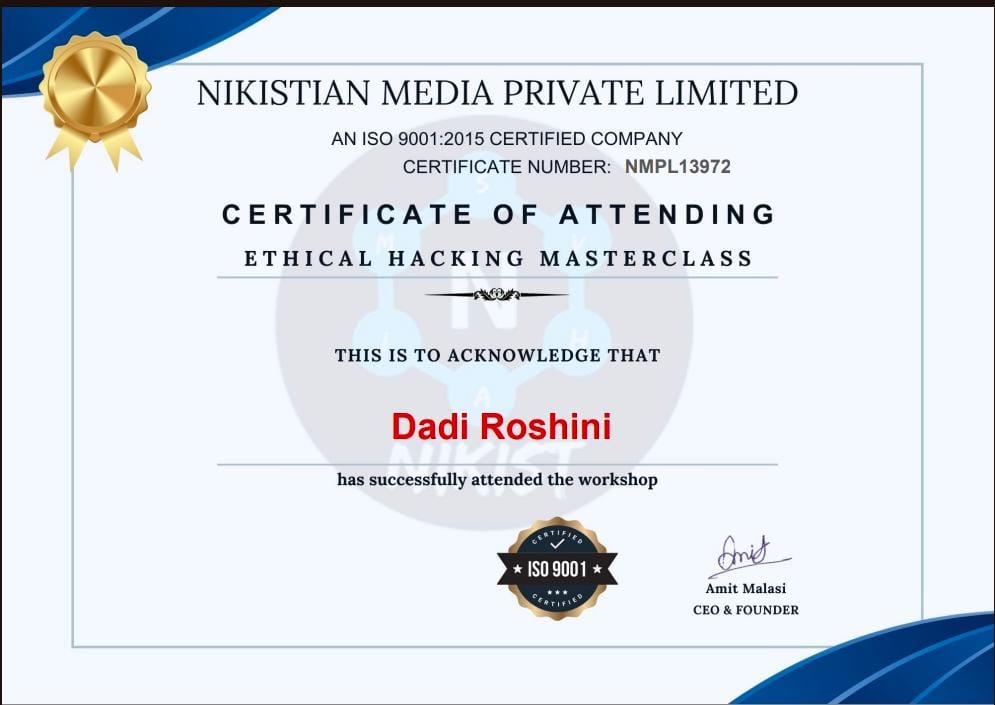 NIKISTIAN MEDIA PRIVATE LIMITED
AN ISO 9001:2015 CERTIFIED COMPANY
CERTIFICATE NUMBER: NMPL13972
CERTIFICATE OF ATTENDING
ETHICAL HACKING MASTERCLASS
THIS IS TO ACKNOWLEDGE THAT
Dadi Roshini
NIKIST
has successfully attended the workshop
CERTIFIED
ISO 9001
CERTIFIED
Amit
Amit Malasi
CEO & FOUNDER
S
M
V
N
I
H
A